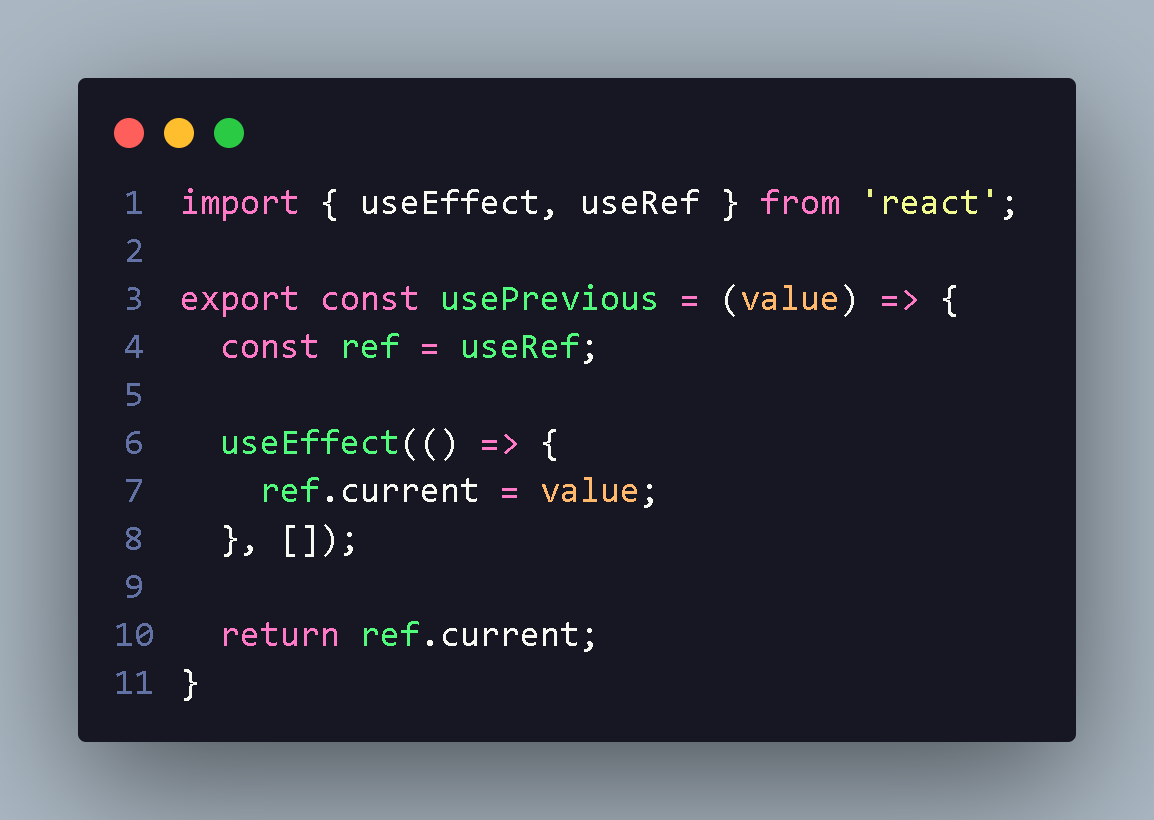 1 import { useEffect, useRef } from 'react';
2
3 export const usePrevious = (value) => {
4   const ref = useRef;
5
6   useEffect(() => {
7     ref.current = value;
8   }, []);
9
10   return ref.current;
11 }